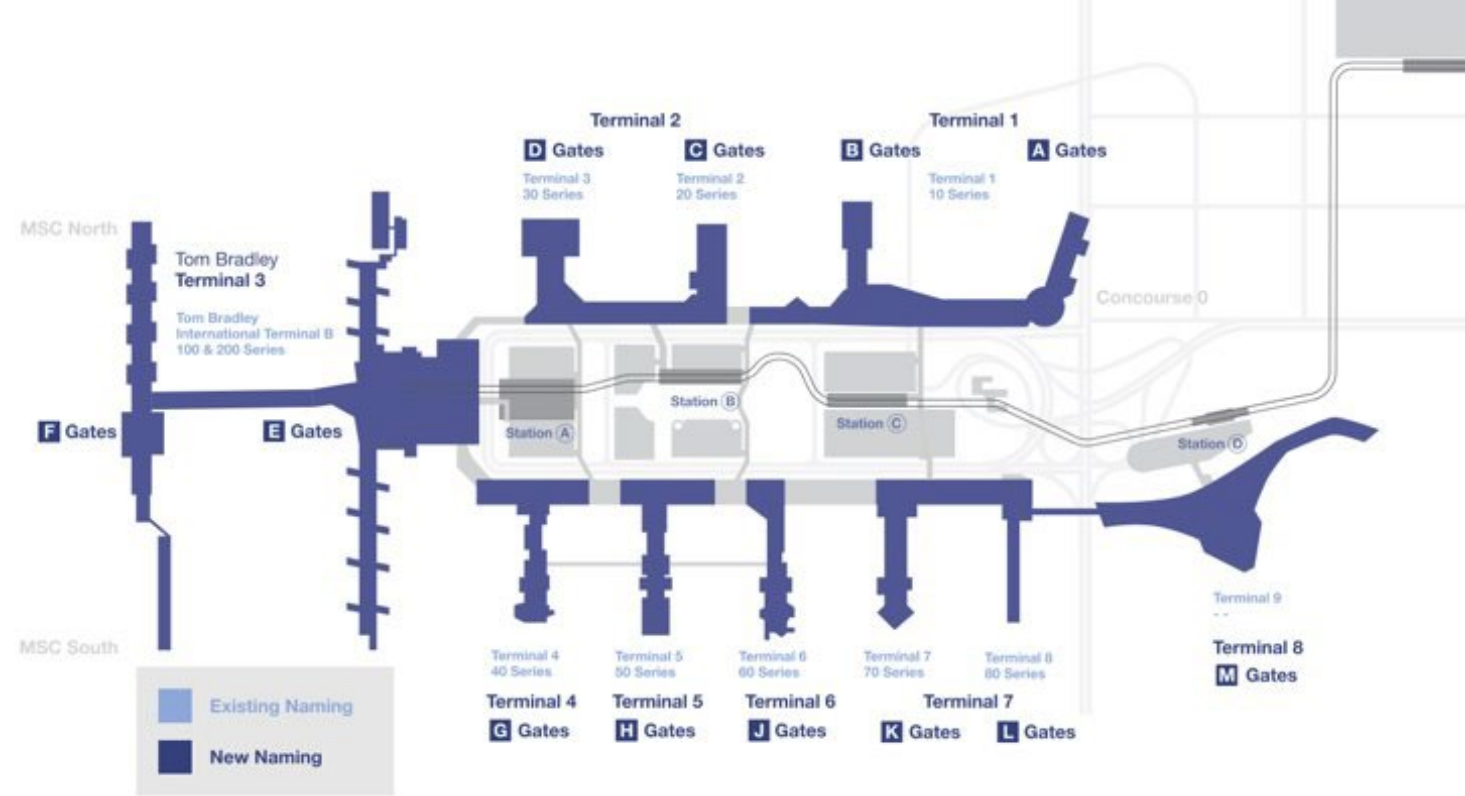 Terminal 2
Terminal 1
D Gates
C Gates
B Gates
A Gates
Terminal 3
30 Series
Terminal 2
20 Series
Terminal 1
10 Series
MSC North
Tom Bradley
Terminal 3
Tom Bradley
International Terminal B
100 & 200 Series
Concourse 0
F Gates
E Gates
Station A
Station B
Station C
Station D
MSC South
Terminal 4
40 Series
Terminal 5
50 Series
Terminal 6
60 Series
Terminal 7
70 Series
Terminal 8
80 Series
Terminal 9
--
Terminal 8
M Gates
Terminal 4
Terminal 5
Terminal 6
Terminal 7
G Gates
H Gates
J Gates
K Gates
L Gates
Existing Naming
New Naming